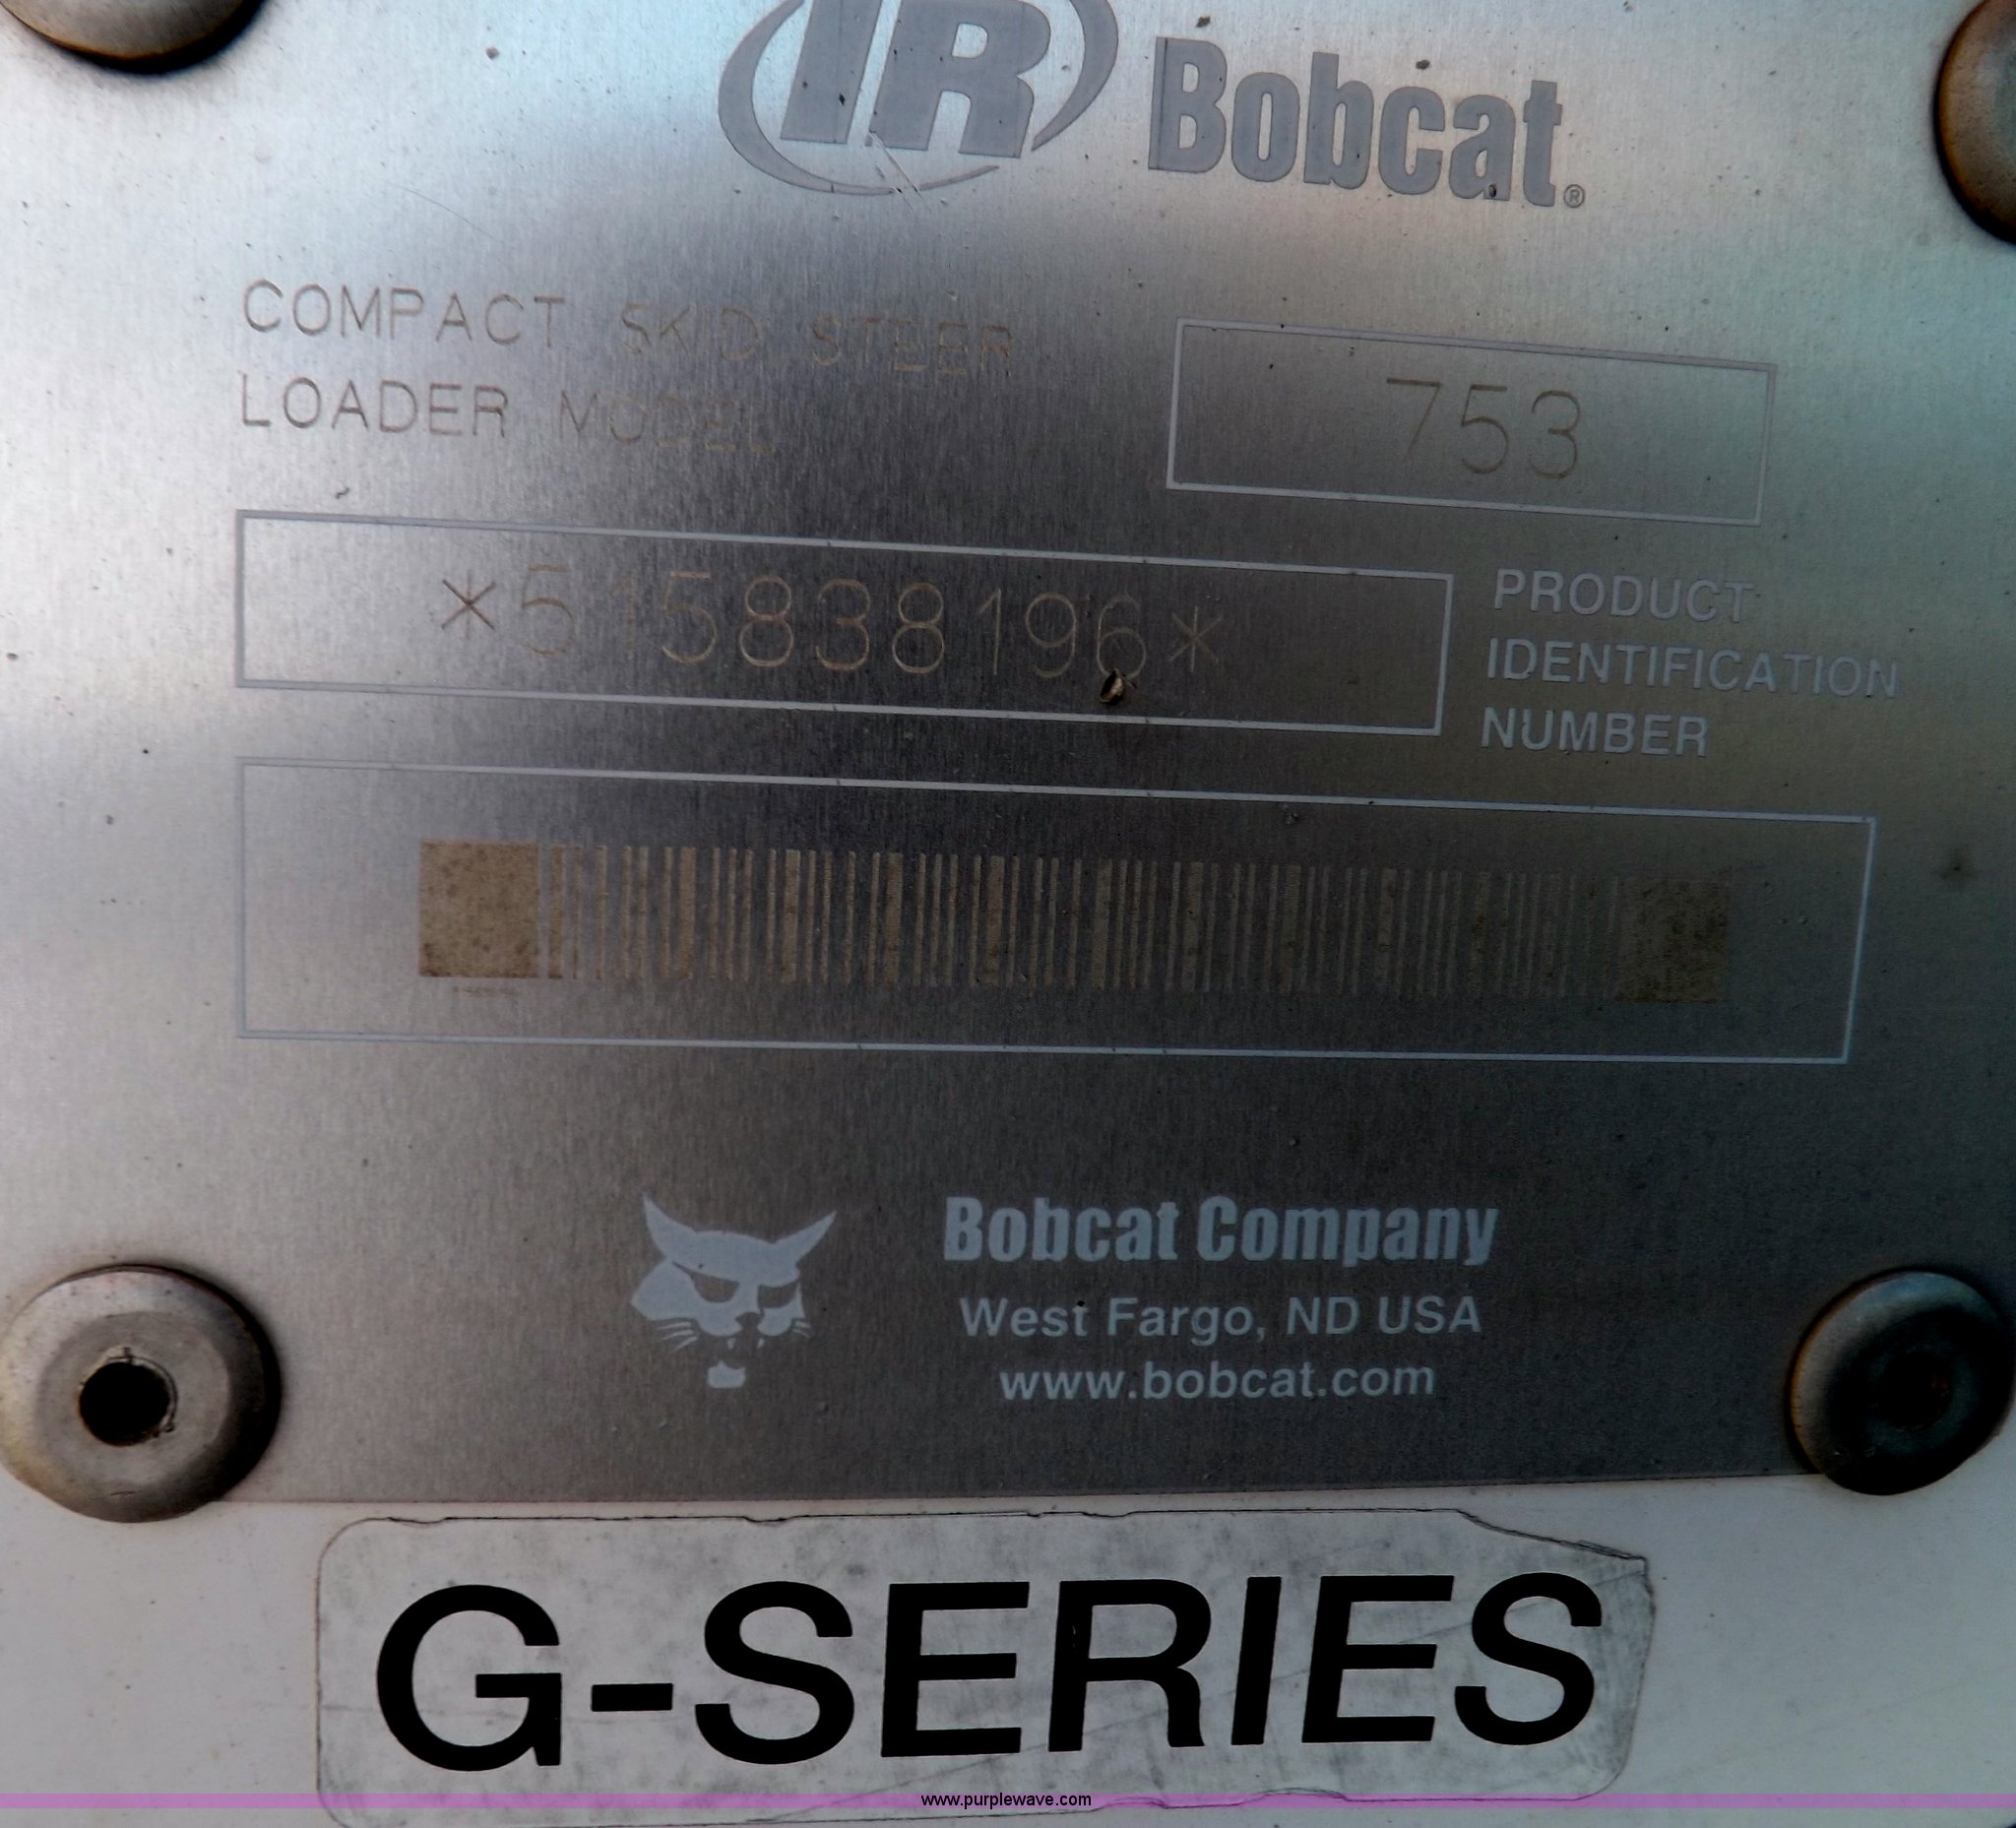 IR Bobcat®
COMPACT SKID STEER
LOADER MODEL
753
*515838196*
PRODUCT
IDENTIFICATION
NUMBER
Bobcat Company
West Fargo, ND USA
www.bobcat.com
G-SERIES
www.purplewave.com